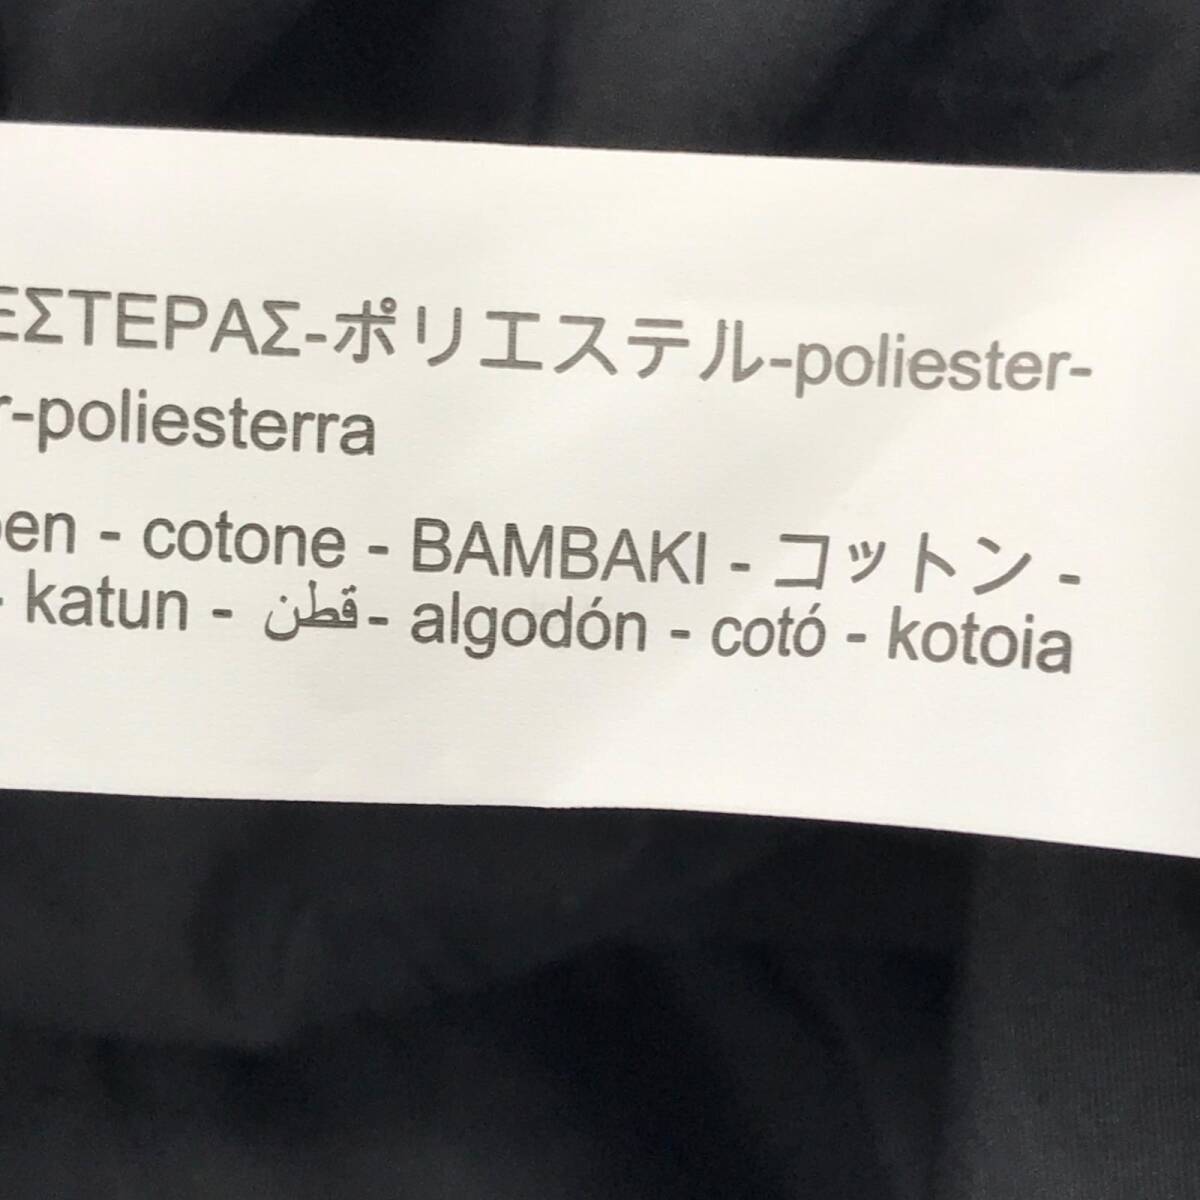 ΕΣΤΕΡΑΣ-ポリエステル-poliester-
-poliesterra
- cotone - BAMBAKI - コットン -
- katun - قطن - algodón - cotó - kotoia